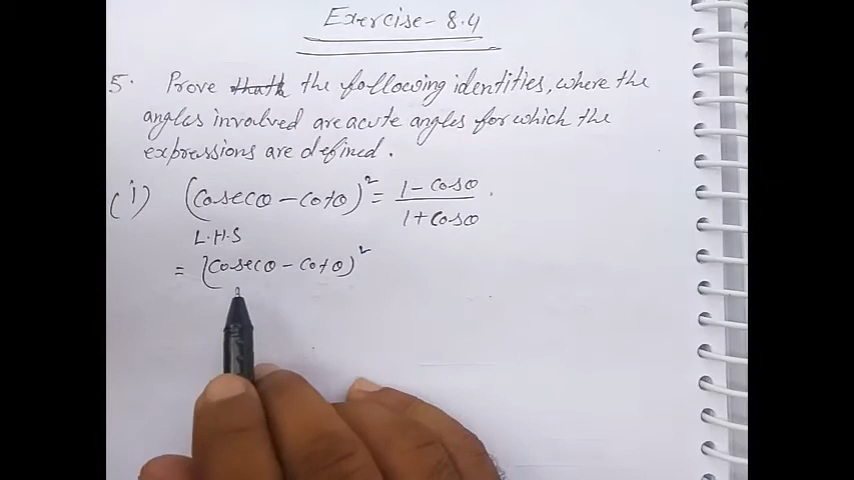 Exercise - 8.4
5. Prove that the following identities, where the
angles involved are acute angles for which the
expressions are defined.
(i) (Cosecθ - Cotθ)² = 1 - Cosθ / 1 + Cosθ .
L.H.S
= (Cosecθ - Cotθ)²